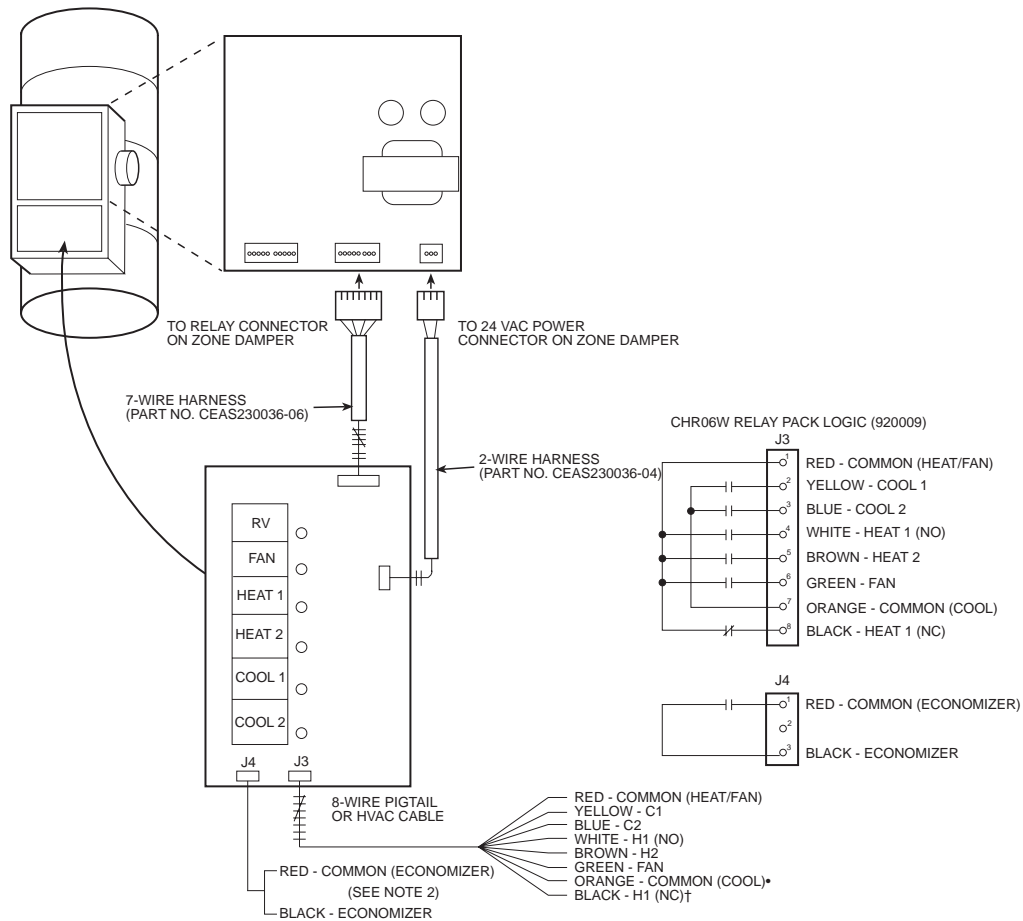 TO RELAY CONNECTOR
ON ZONE DAMPER
TO 24 VAC POWER
CONNECTOR ON ZONE DAMPER
7-WIRE HARNESS
(PART NO. CEAS230036-06)
2-WIRE HARNESS
(PART NO. CEAS230036-04)
RV
FAN
HEAT 1
HEAT 2
COOL 1
COOL 2
J4
J3
8-WIRE PIGTAIL
OR HVAC CABLE
RED - COMMON (HEAT/FAN)
YELLOW - C1
BLUE - C2
WHITE - H1 (NO)
BROWN - H2
GREEN - FAN
ORANGE - COMMON (COOL)•
BLACK - H1 (NC)†
RED - COMMON (ECONOMIZER)
(SEE NOTE 2)
BLACK - ECONOMIZER
CHR06W RELAY PACK LOGIC (920009)
J3
1 RED - COMMON (HEAT/FAN)
2 YELLOW - COOL 1
3 BLUE - COOL 2
4 WHITE - HEAT 1 (NO)
5 BROWN - HEAT 2
6 GREEN - FAN
7 ORANGE - COMMON (COOL)
8 BLACK - HEAT 1 (NC)
J4
1 RED - COMMON (ECONOMIZER)
2
3 BLACK - ECONOMIZER